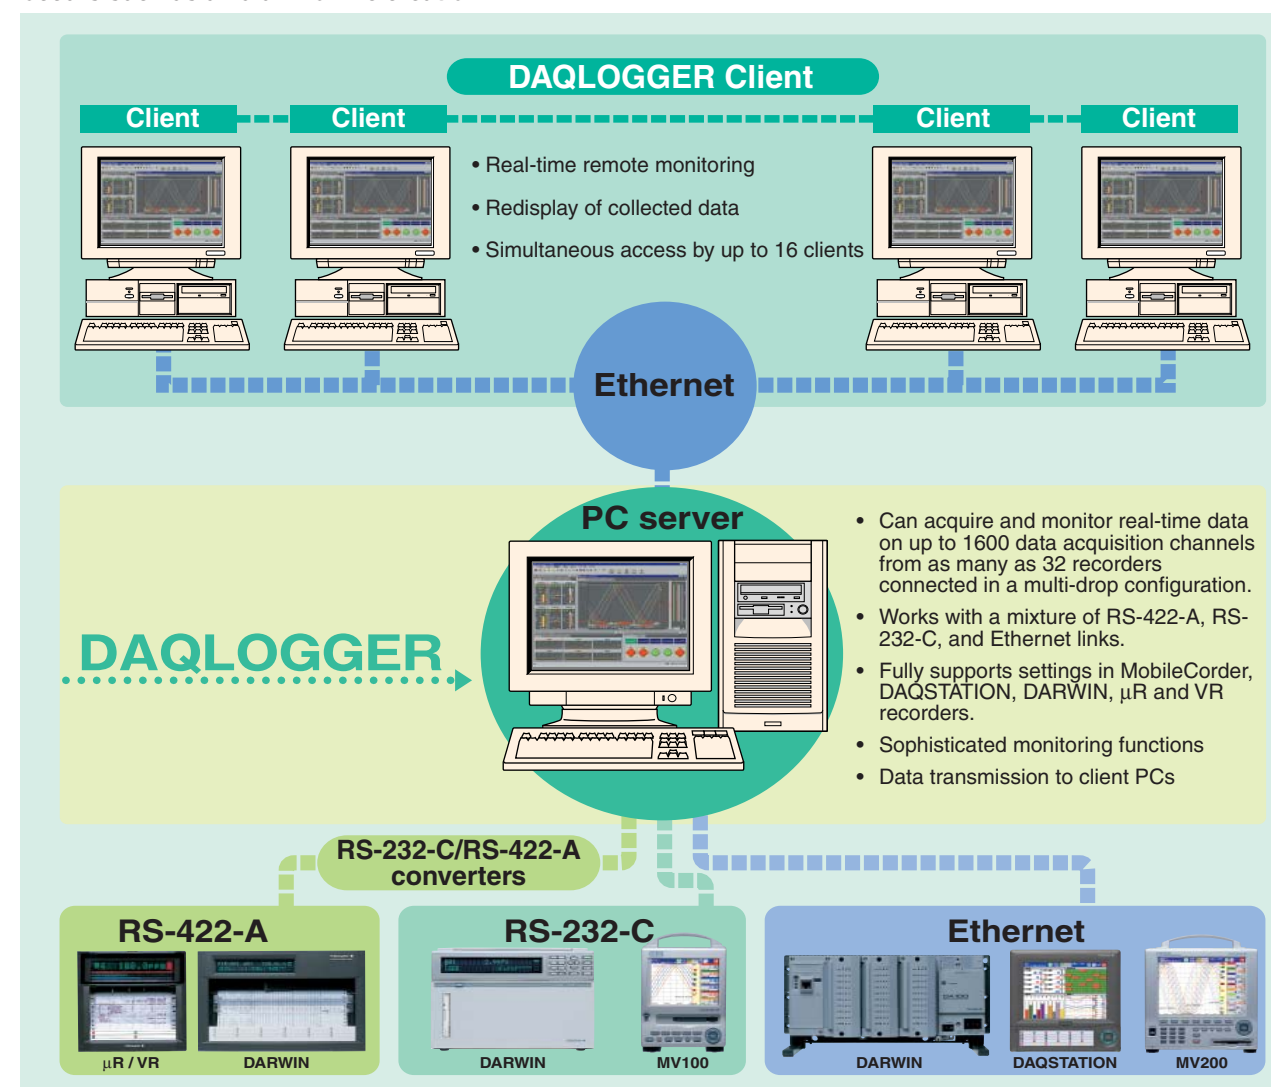 DAQLOGGER Client
Client
Client
Client
Client
• Real-time remote monitoring
• Redisplay of collected data
• Simultaneous access by up to 16 clients
Ethernet
PC server
DAQLOGGER
• Can acquire and monitor real-time data
on up to 1600 data acquisition channels
from as many as 32 recorders
connected in a multi-drop configuration.
• Works with a mixture of RS-422-A, RS-
232-C, and Ethernet links.
• Fully supports settings in MobileCorder,
DAQSTATION, DARWIN, µR and VR
recorders.
• Sophisticated monitoring functions
• Data transmission to client PCs
RS-232-C/RS-422-A
converters
RS-422-A
RS-232-C
Ethernet
µR / VR
DARWIN
DARWIN
MV100
DARWIN
DAQSTATION
MV200